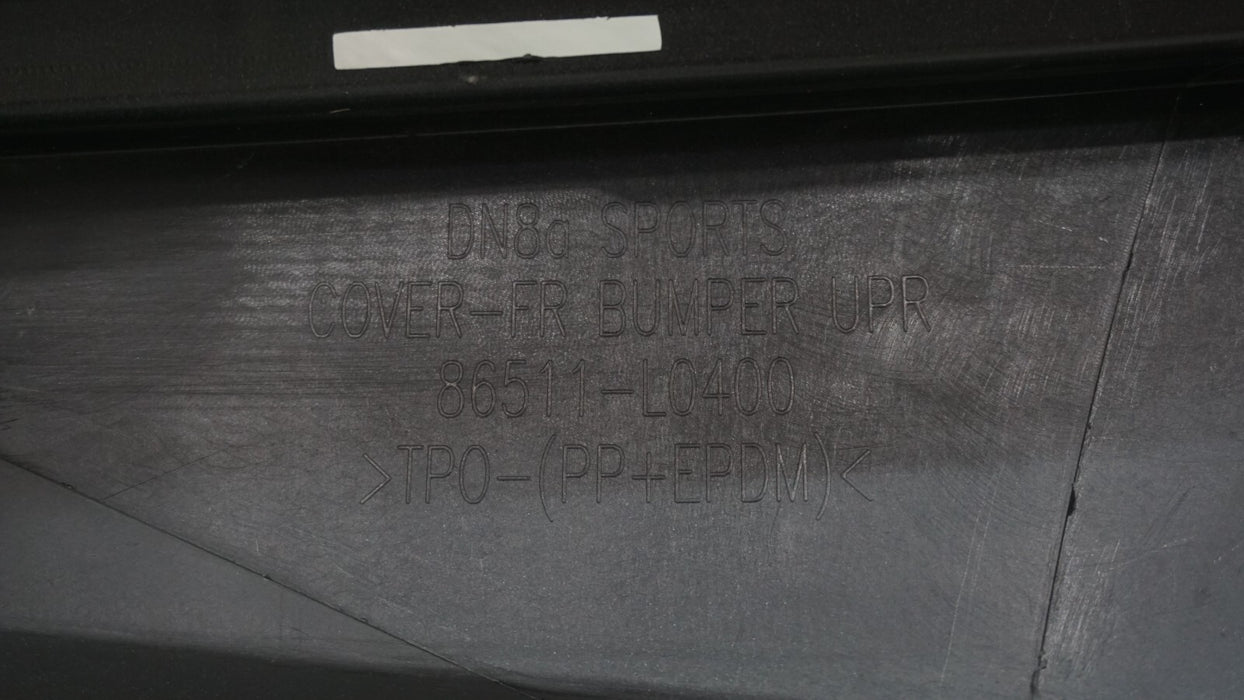 DN8a SPORTS
COVER-FR BUMPER UPR
86511-L0400
>TPO-(PP+EPDM)<